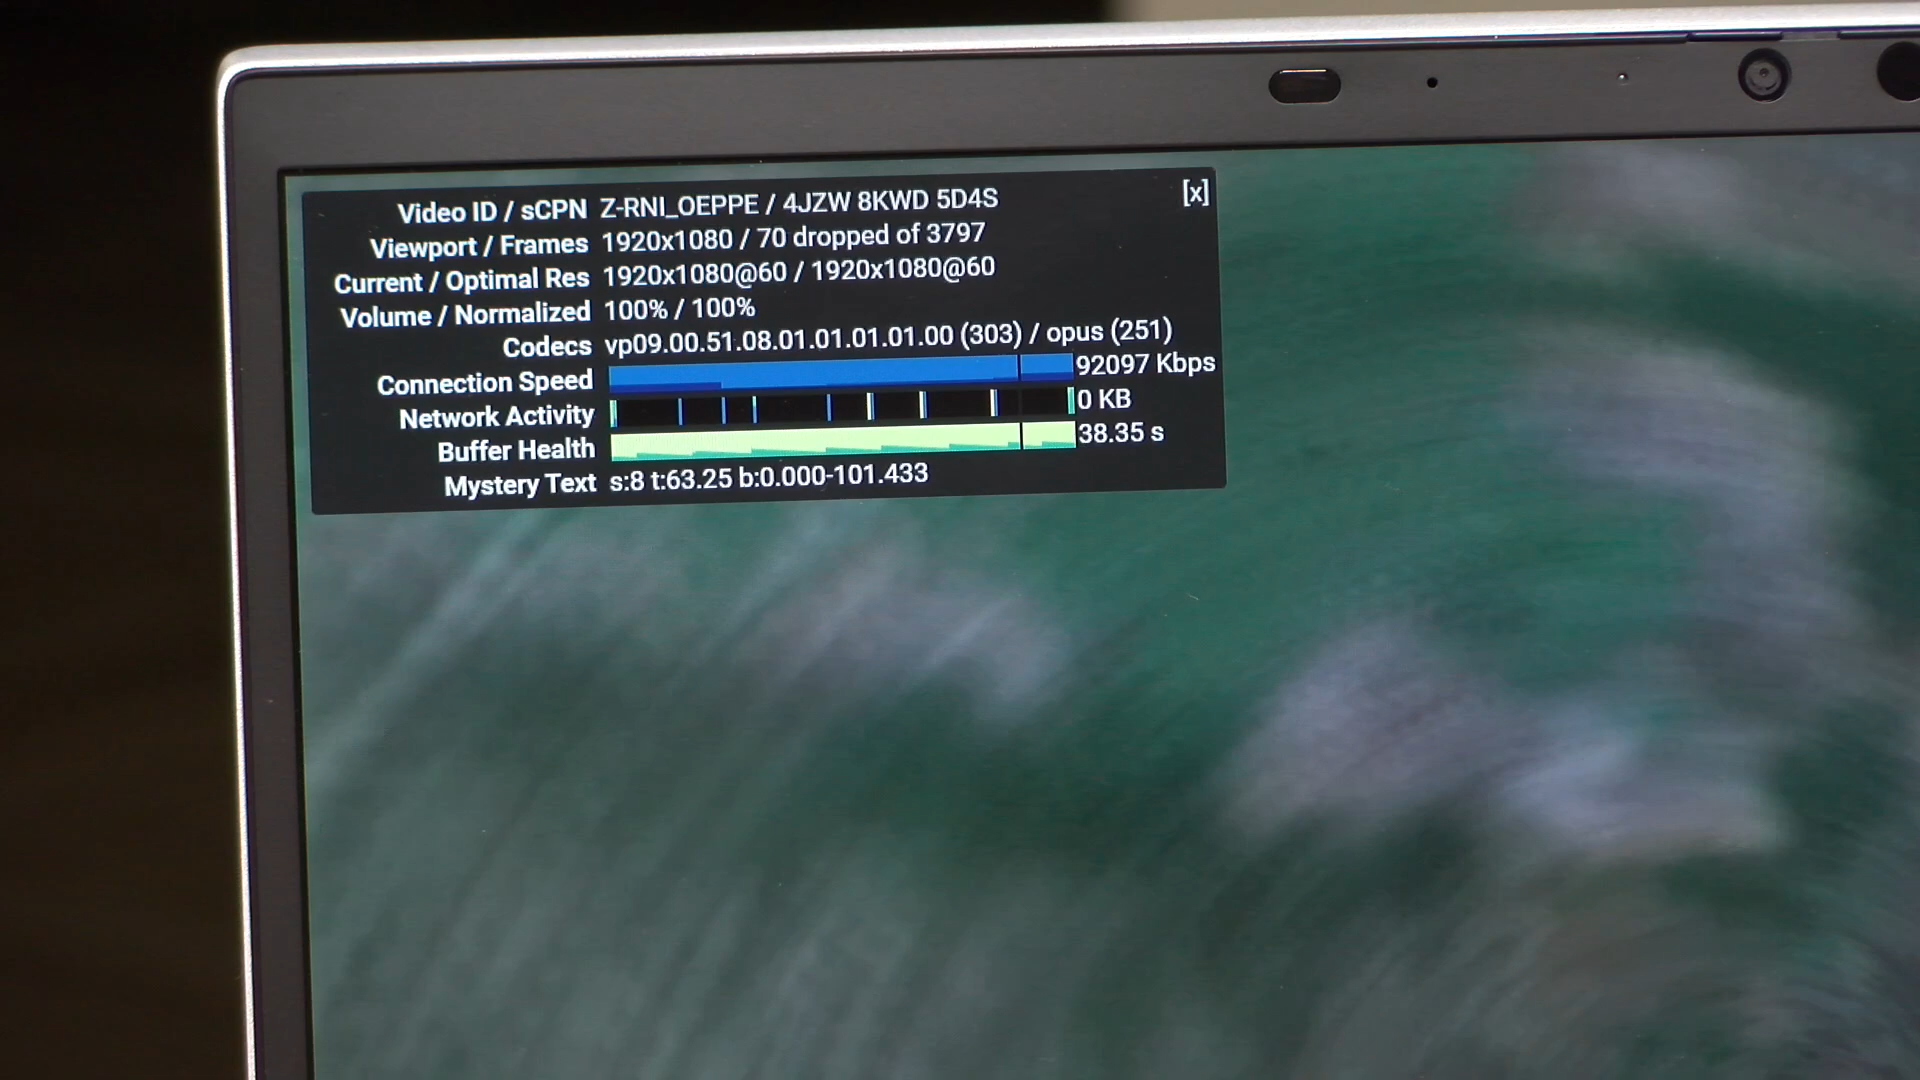 [x]
Video ID / sCPN Z-RNI_OEPPE / 4JZW 8KWD 5D4S
Viewport / Frames 1920x1080 / 70 dropped of 3797
Current / Optimal Res 1920x1080@60 / 1920x1080@60
Volume / Normalized 100% / 100%
Codecs vp09.00.51.08.01.01.01.01.00 (303) / opus (251)
Connection Speed 92097 Kbps
Network Activity 0 KB
Buffer Health 38.35 s
Mystery Text s:8 t:63.25 b:0.000-101.433